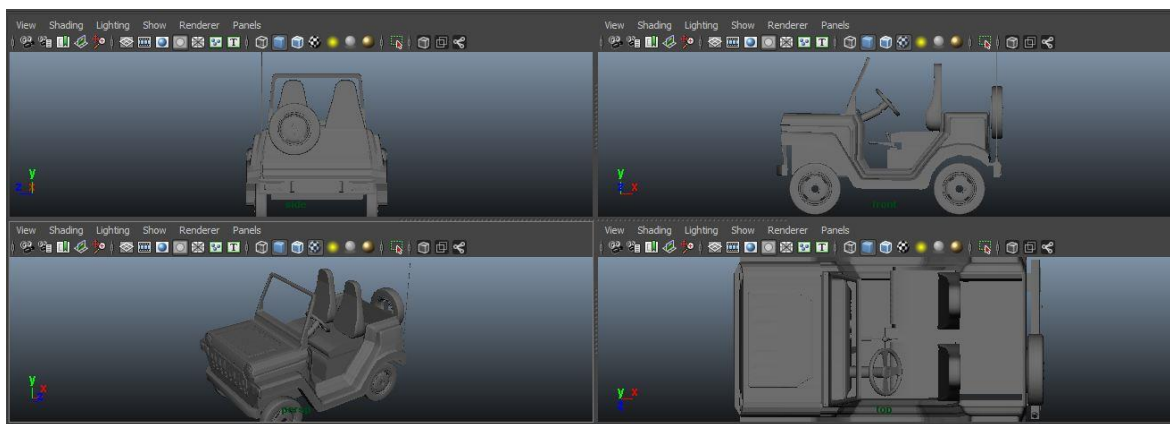 View Shading Lighting Show Renderer Panels
View Shading Lighting Show Renderer Panels
T
T
y
z x
side
y
z x
front
View Shading Lighting Show Renderer Panels
View Shading Lighting Show Renderer Panels
T
T
y
x
z
persp
y
x
z
top